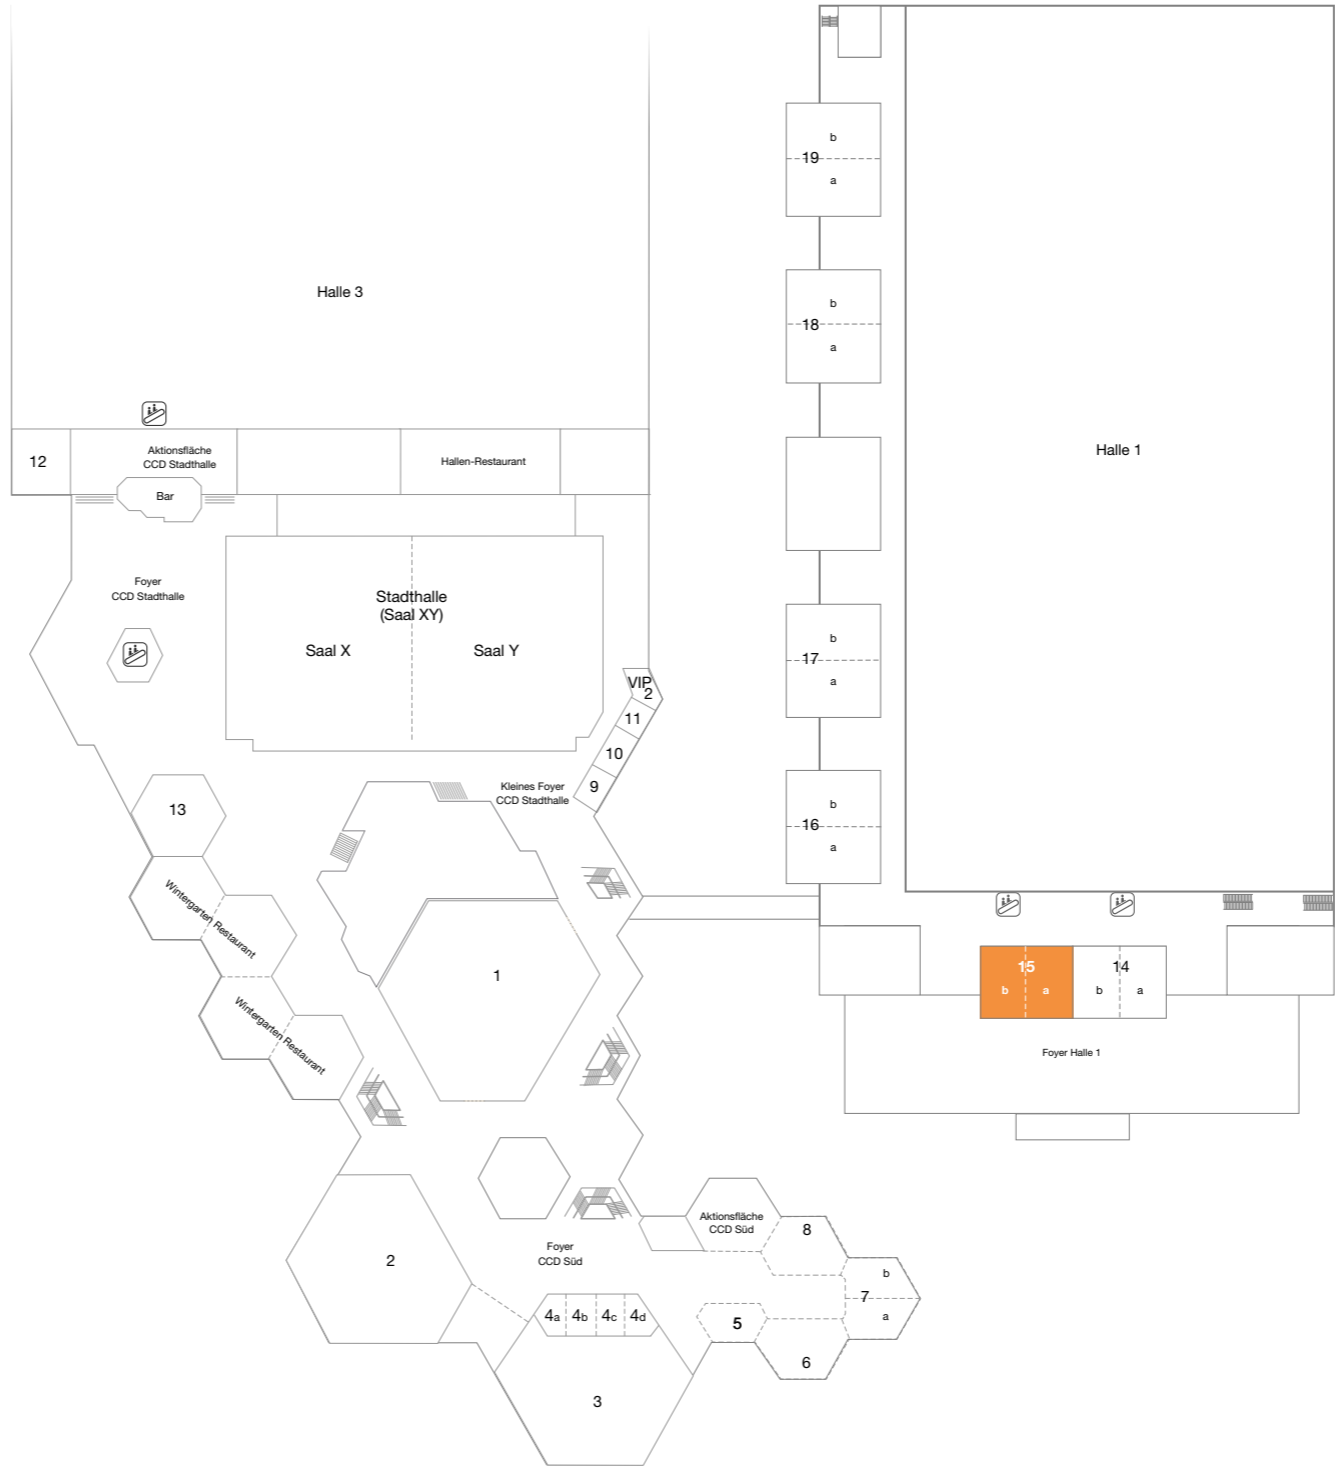 b
19
a
Halle 3
b
18
a
Halle 1
12
Aktionsfläche
CCD Stadthalle
Hallen-Restaurant
Bar
Foyer
CCD Stadthalle
Stadthalle
(Saal XY)
Saal X
Saal Y
b
17
a
VIP
2
11
10
9
Kleines Foyer
CCD Stadthalle
13
b
16
a
Wintergarten Restaurant
1
15
b a
14
b a
Wintergarten Restaurant
Foyer Halle 1
Aktionsfläche
CCD Süd
8
Foyer
CCD Süd
2
b
7
a
4a 4b 4c 4d
5
6
3